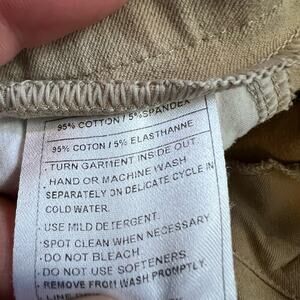 95% COTTON / 5% SPANDEX
95% COTON / 5% ELASTHANNE
. TURN GARMENT INSIDE OUT.
. HAND OR MACHINE WASH
SEPARATELY ON DELICATE CYCLE IN
COLD WATER.
. USE MILD DETERGENT.
. SPOT CLEAN WHEN NECESSARY
. DO NOT BLEACH.
. DO NOT USE SOFTENERS
. REMOVE FROM WASH PROMPTLY.
LINE